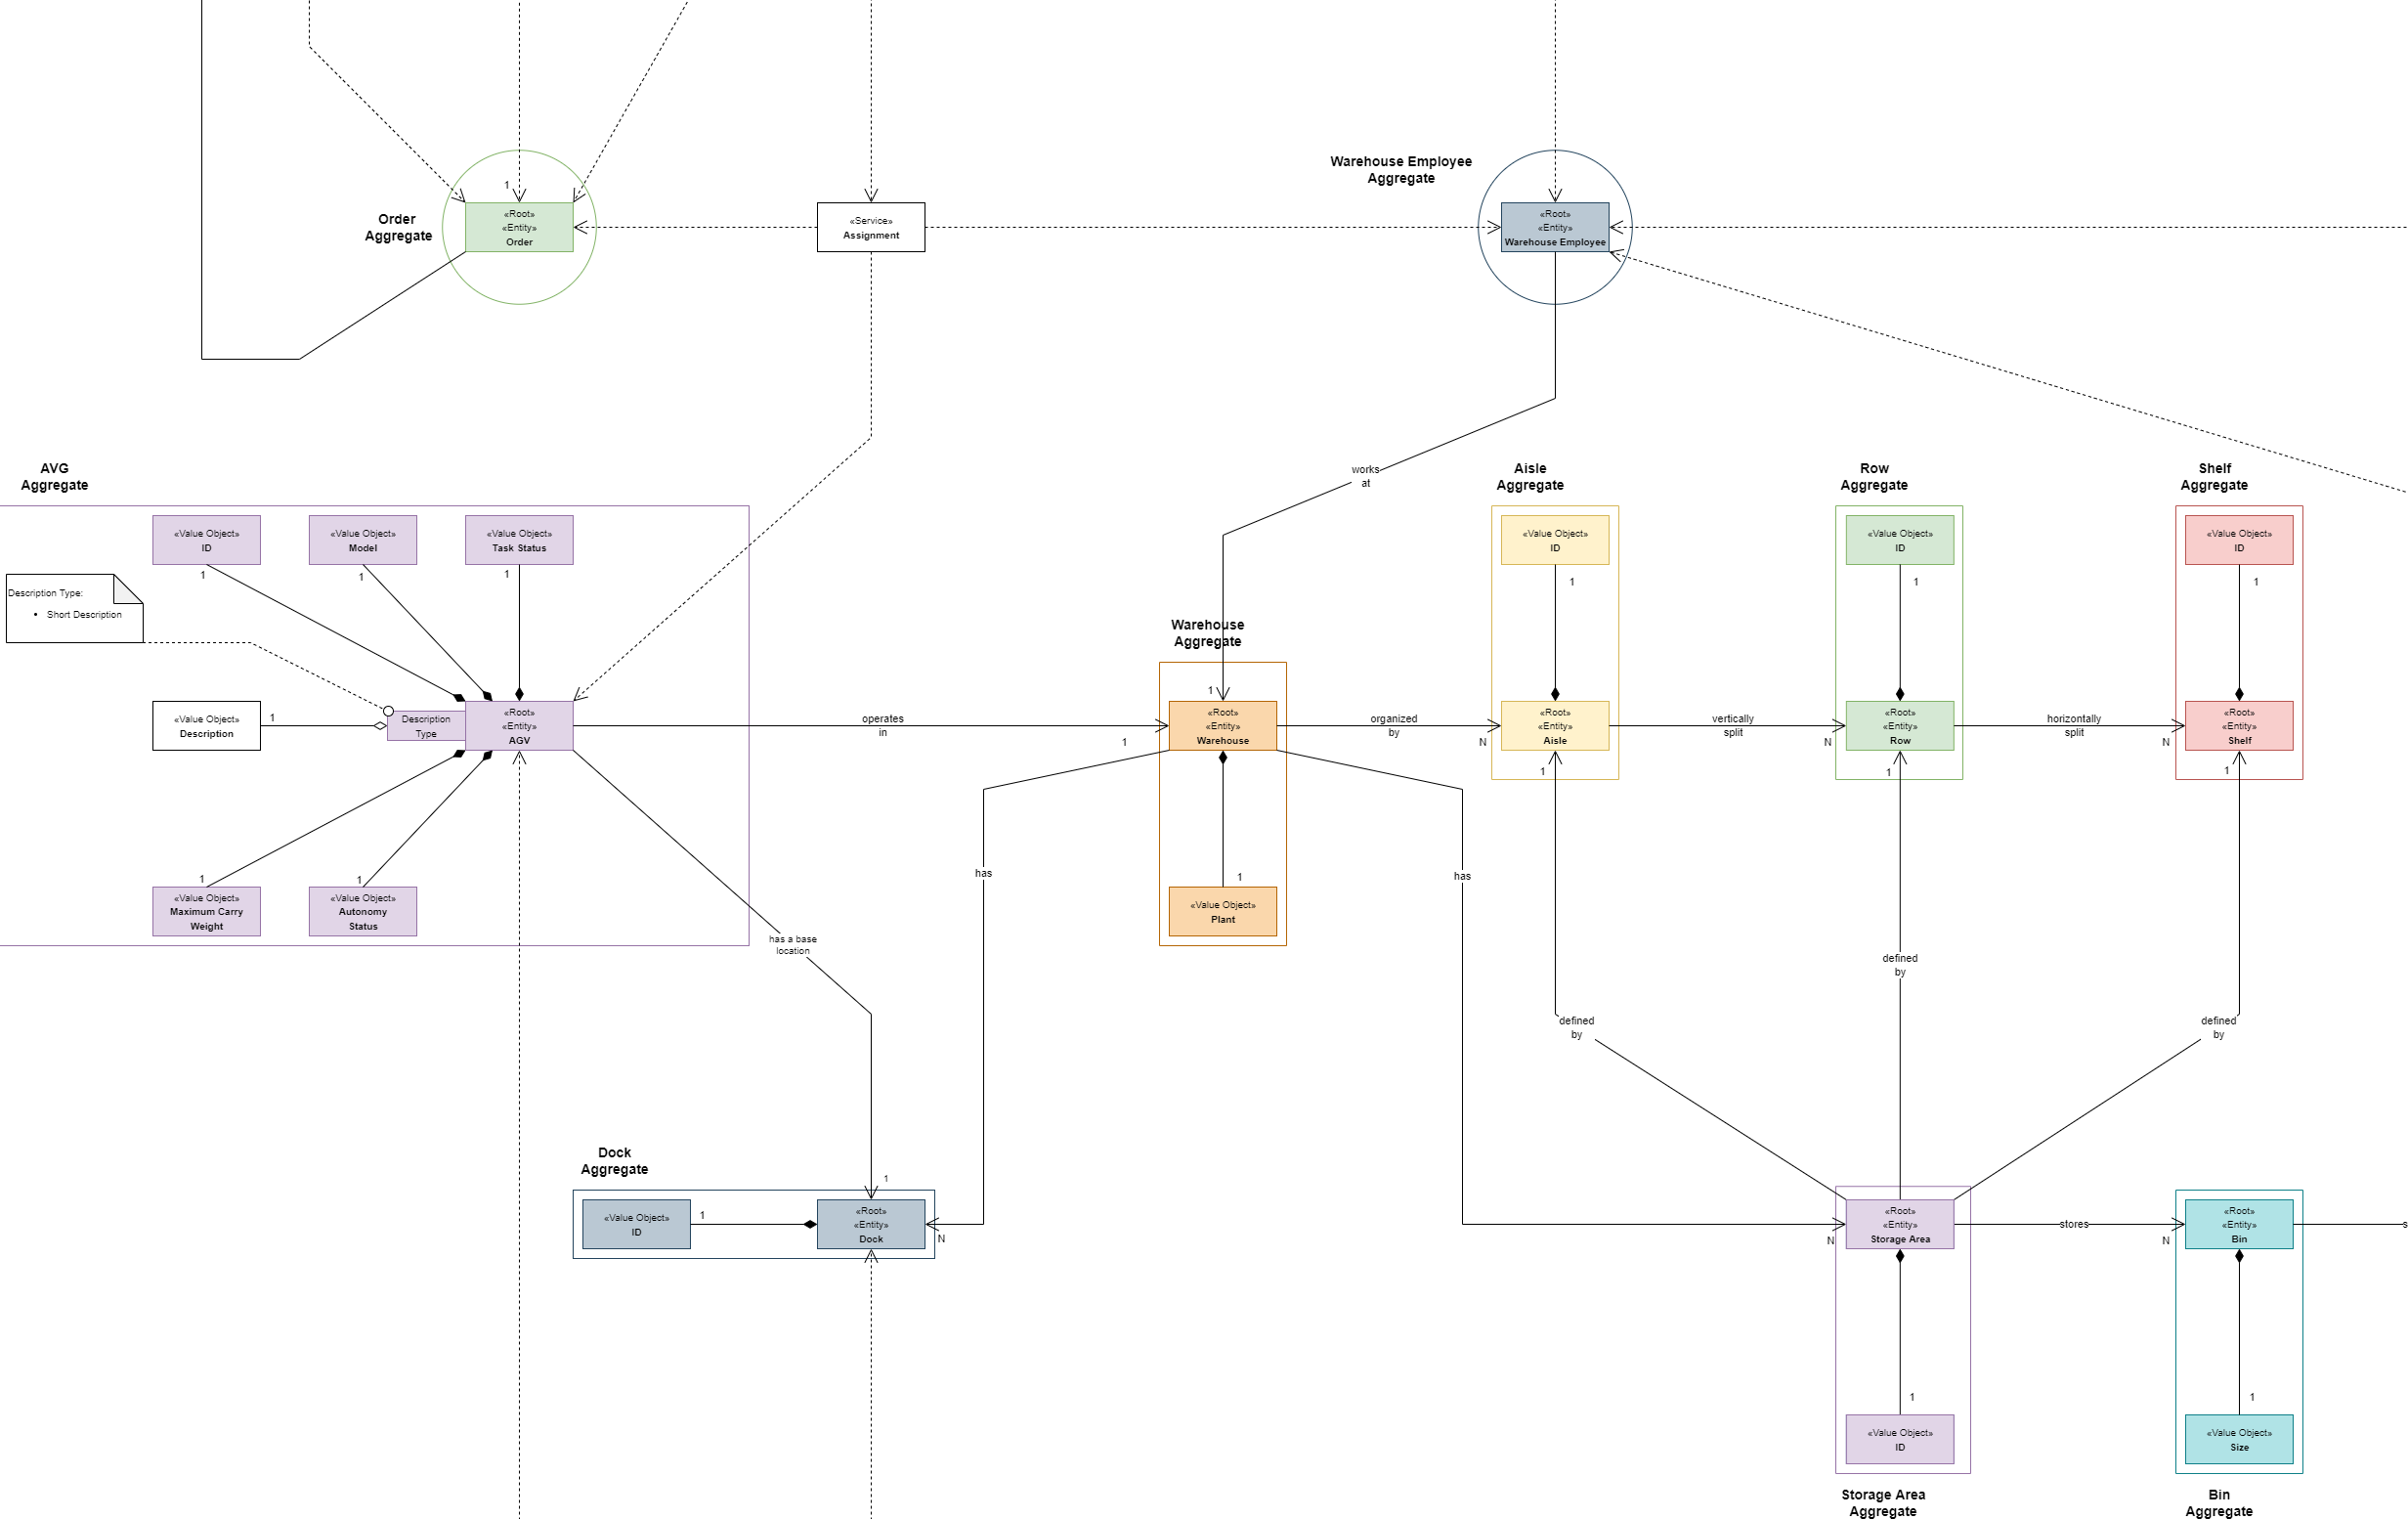 Order
Aggregate
1
«Root»
«Entity»
Order
«Service»
Assignment
Warehouse Employee
Aggregate
«Root»
«Entity»
Warehouse Employee
works
at
AVG
Aggregate
«Value Object»
ID
1
«Value Object»
Model
1
«Value Object»
Task Status
1
Description Type:
• Short Description
«Value Object»
Description
1
Description
Type
«Root»
«Entity»
AGV
«Value Object»
Maximum Carry
Weight
1
«Value Object»
Autonomy
Status
1
operates
in
1
has a base
location
1
Warehouse
Aggregate
1
«Root»
«Entity»
Warehouse
1
«Value Object»
Plant
organized
by
N
has
N
has
N
Aisle
Aggregate
«Value Object»
ID
1
«Root»
«Entity»
Aisle
1
vertically
split
N
Row
Aggregate
«Value Object»
ID
1
«Root»
«Entity»
Row
1
horizontally
split
N
Shelf
Aggregate
«Value Object»
ID
1
«Root»
«Entity»
Shelf
1
defined
by
defined
by
defined
by
Dock
Aggregate
«Value Object»
ID
1
«Root»
«Entity»
Dock
«Root»
«Entity»
Storage Area
1
«Value Object»
ID
Storage Area
Aggregate
stores
N
«Root»
«Entity»
Bin
1
«Value Object»
Size
Bin
Aggregate
s